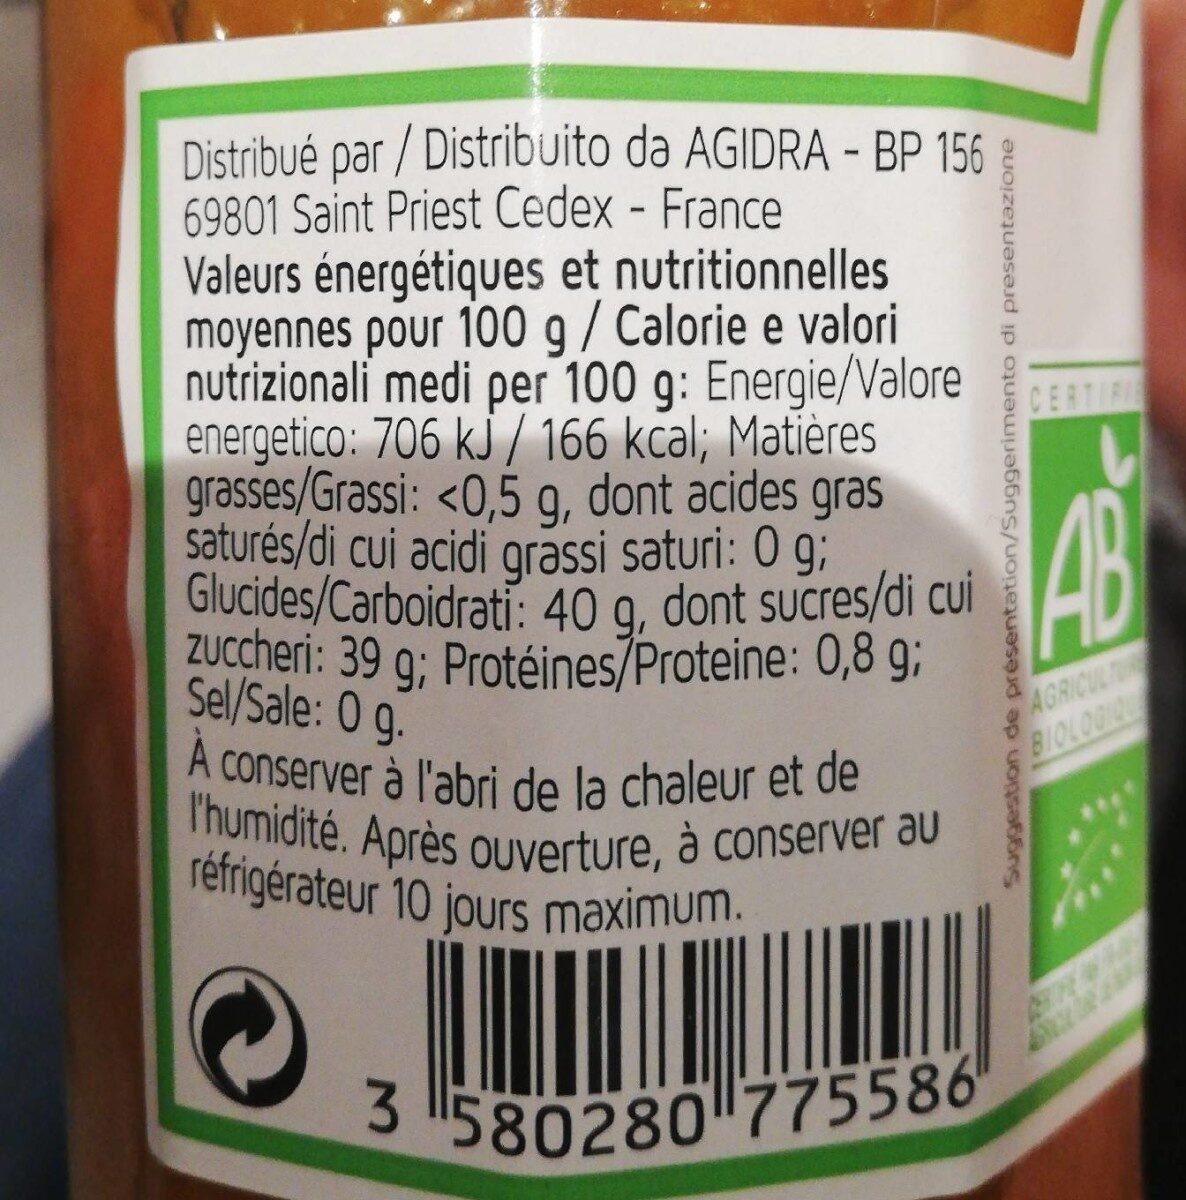 Distribué par / Distribuito da AGIDRA - BP 156
69801 Saint Priest Cedex - France
Valeurs énergétiques et nutritionnelles
moyennes pour 100 g / Calorie e valori
nutrizionali medi per 100 g: Energie/Valore
energetico: 706 kJ / 166 kcal; Matières
grasses/Grassi: <0,5 g, dont acides gras
saturés/di cui acidi grassi saturi: 0 g;
Glucides/Carboidrati: 40 g, dont sucres/di cui
zuccheri: 39 g; Protéines/Proteine: 0,8 g;
Sel/Sale: 0 g.
À conserver à l'abri de la chaleur et de
l'humidité. Après ouverture, à conserver au
réfrigérateur 10 jours maximum.
3 580280 775586
Suggestion de présentation/Suggerimento di presentazione
AB